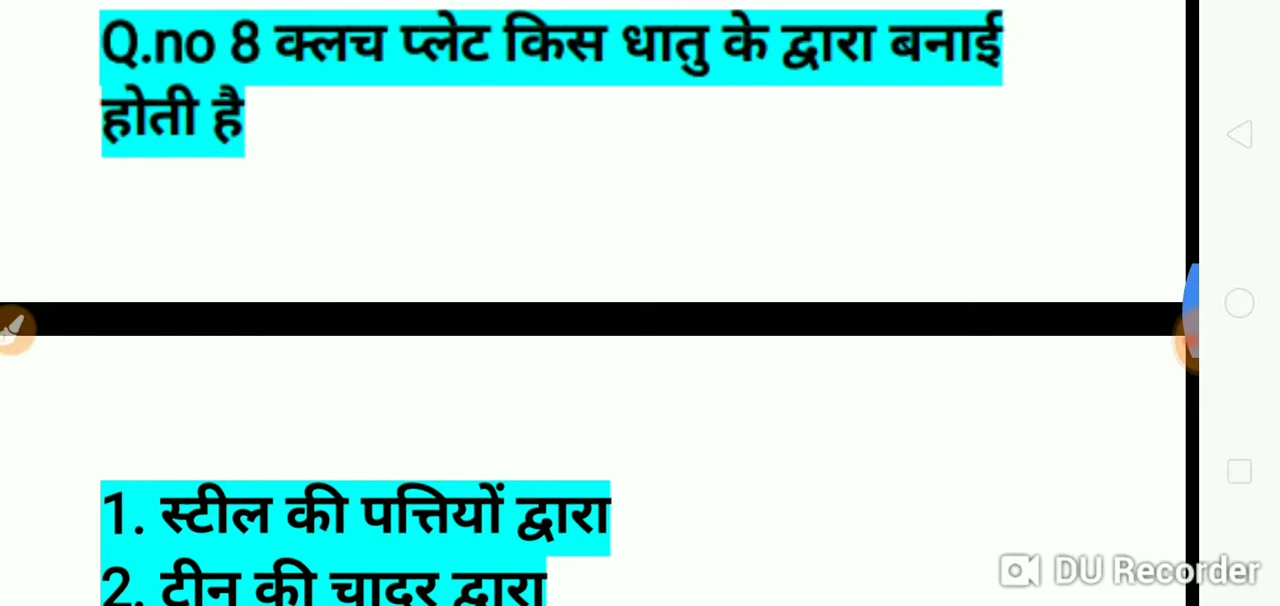 Q.no 8 क्लच प्लेट किस धातु के द्वारा बनाई
होती है
1. स्टील की पत्तियों द्वारा
2. टीन की चादर द्वारा
DU Recorder